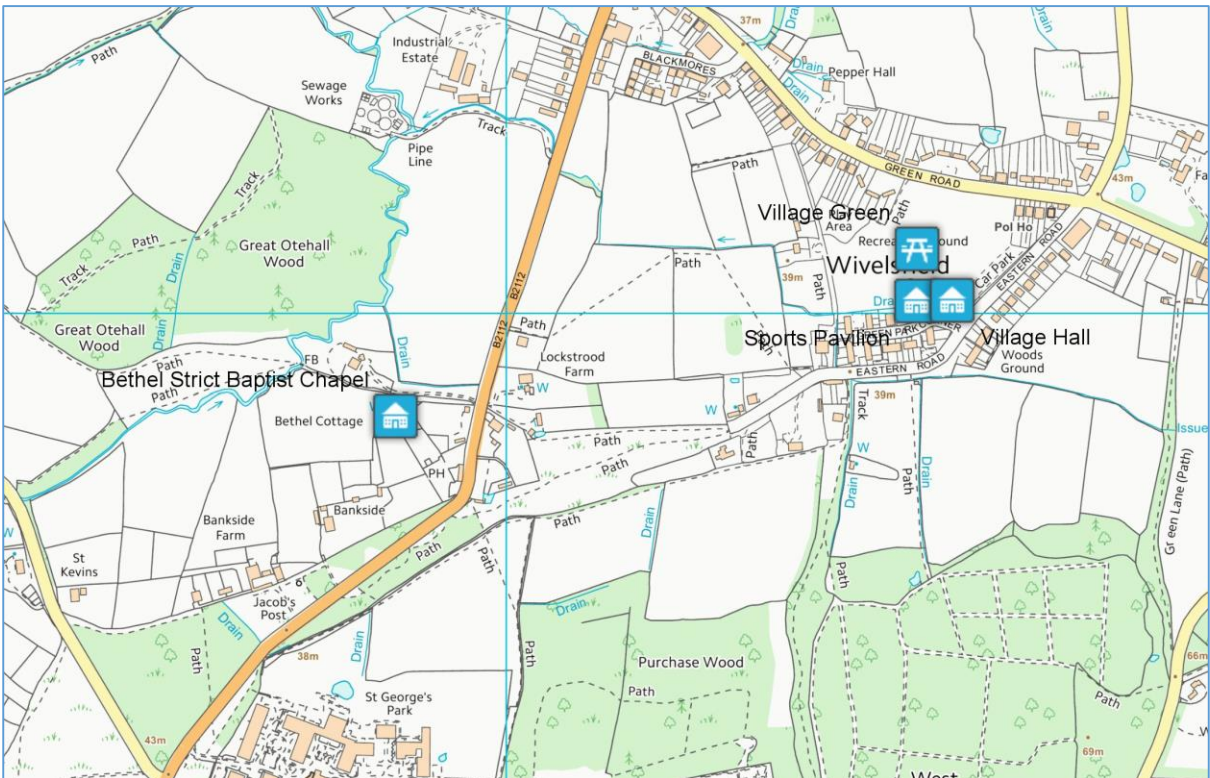 Path
Drain
37m
Drain
Industrial
Estate
BLACKMORES
Drain
Pepper Hall
Drain
Sewage
Works
Track
Pipe
Line
Path
GREEN ROAD
43m
Track
Village Green
Path
Area
Pol Ho
Path
Great Otehall
Wood
Drain
Track
B2112
Path
39m
Path
Car Park
EASTERN ROAD
Great Otehall
Wood
Drain
B2112
Path
Sports Pavilion
Path
Village Hall
Woods
Ground
Path
FB
Lockstrood
Farm
EASTERN ROAD
Bethel Strict Baptist Chapel
Path
W
39m
Track
Bethel Cottage
W
Path
Path
Path
W
Issue
PH
Drain
Path
Drain
Green Lane (Path)
Bankside
Bankside
Farm
Path
Drain
Path
W
St
Kevins
Path
Path
Jacob's
Post
Drain
Path
Drain
Path
38m
Drain
Path
Purchase Wood
66m
St George's
Park
Path
Path
43m
69m
West